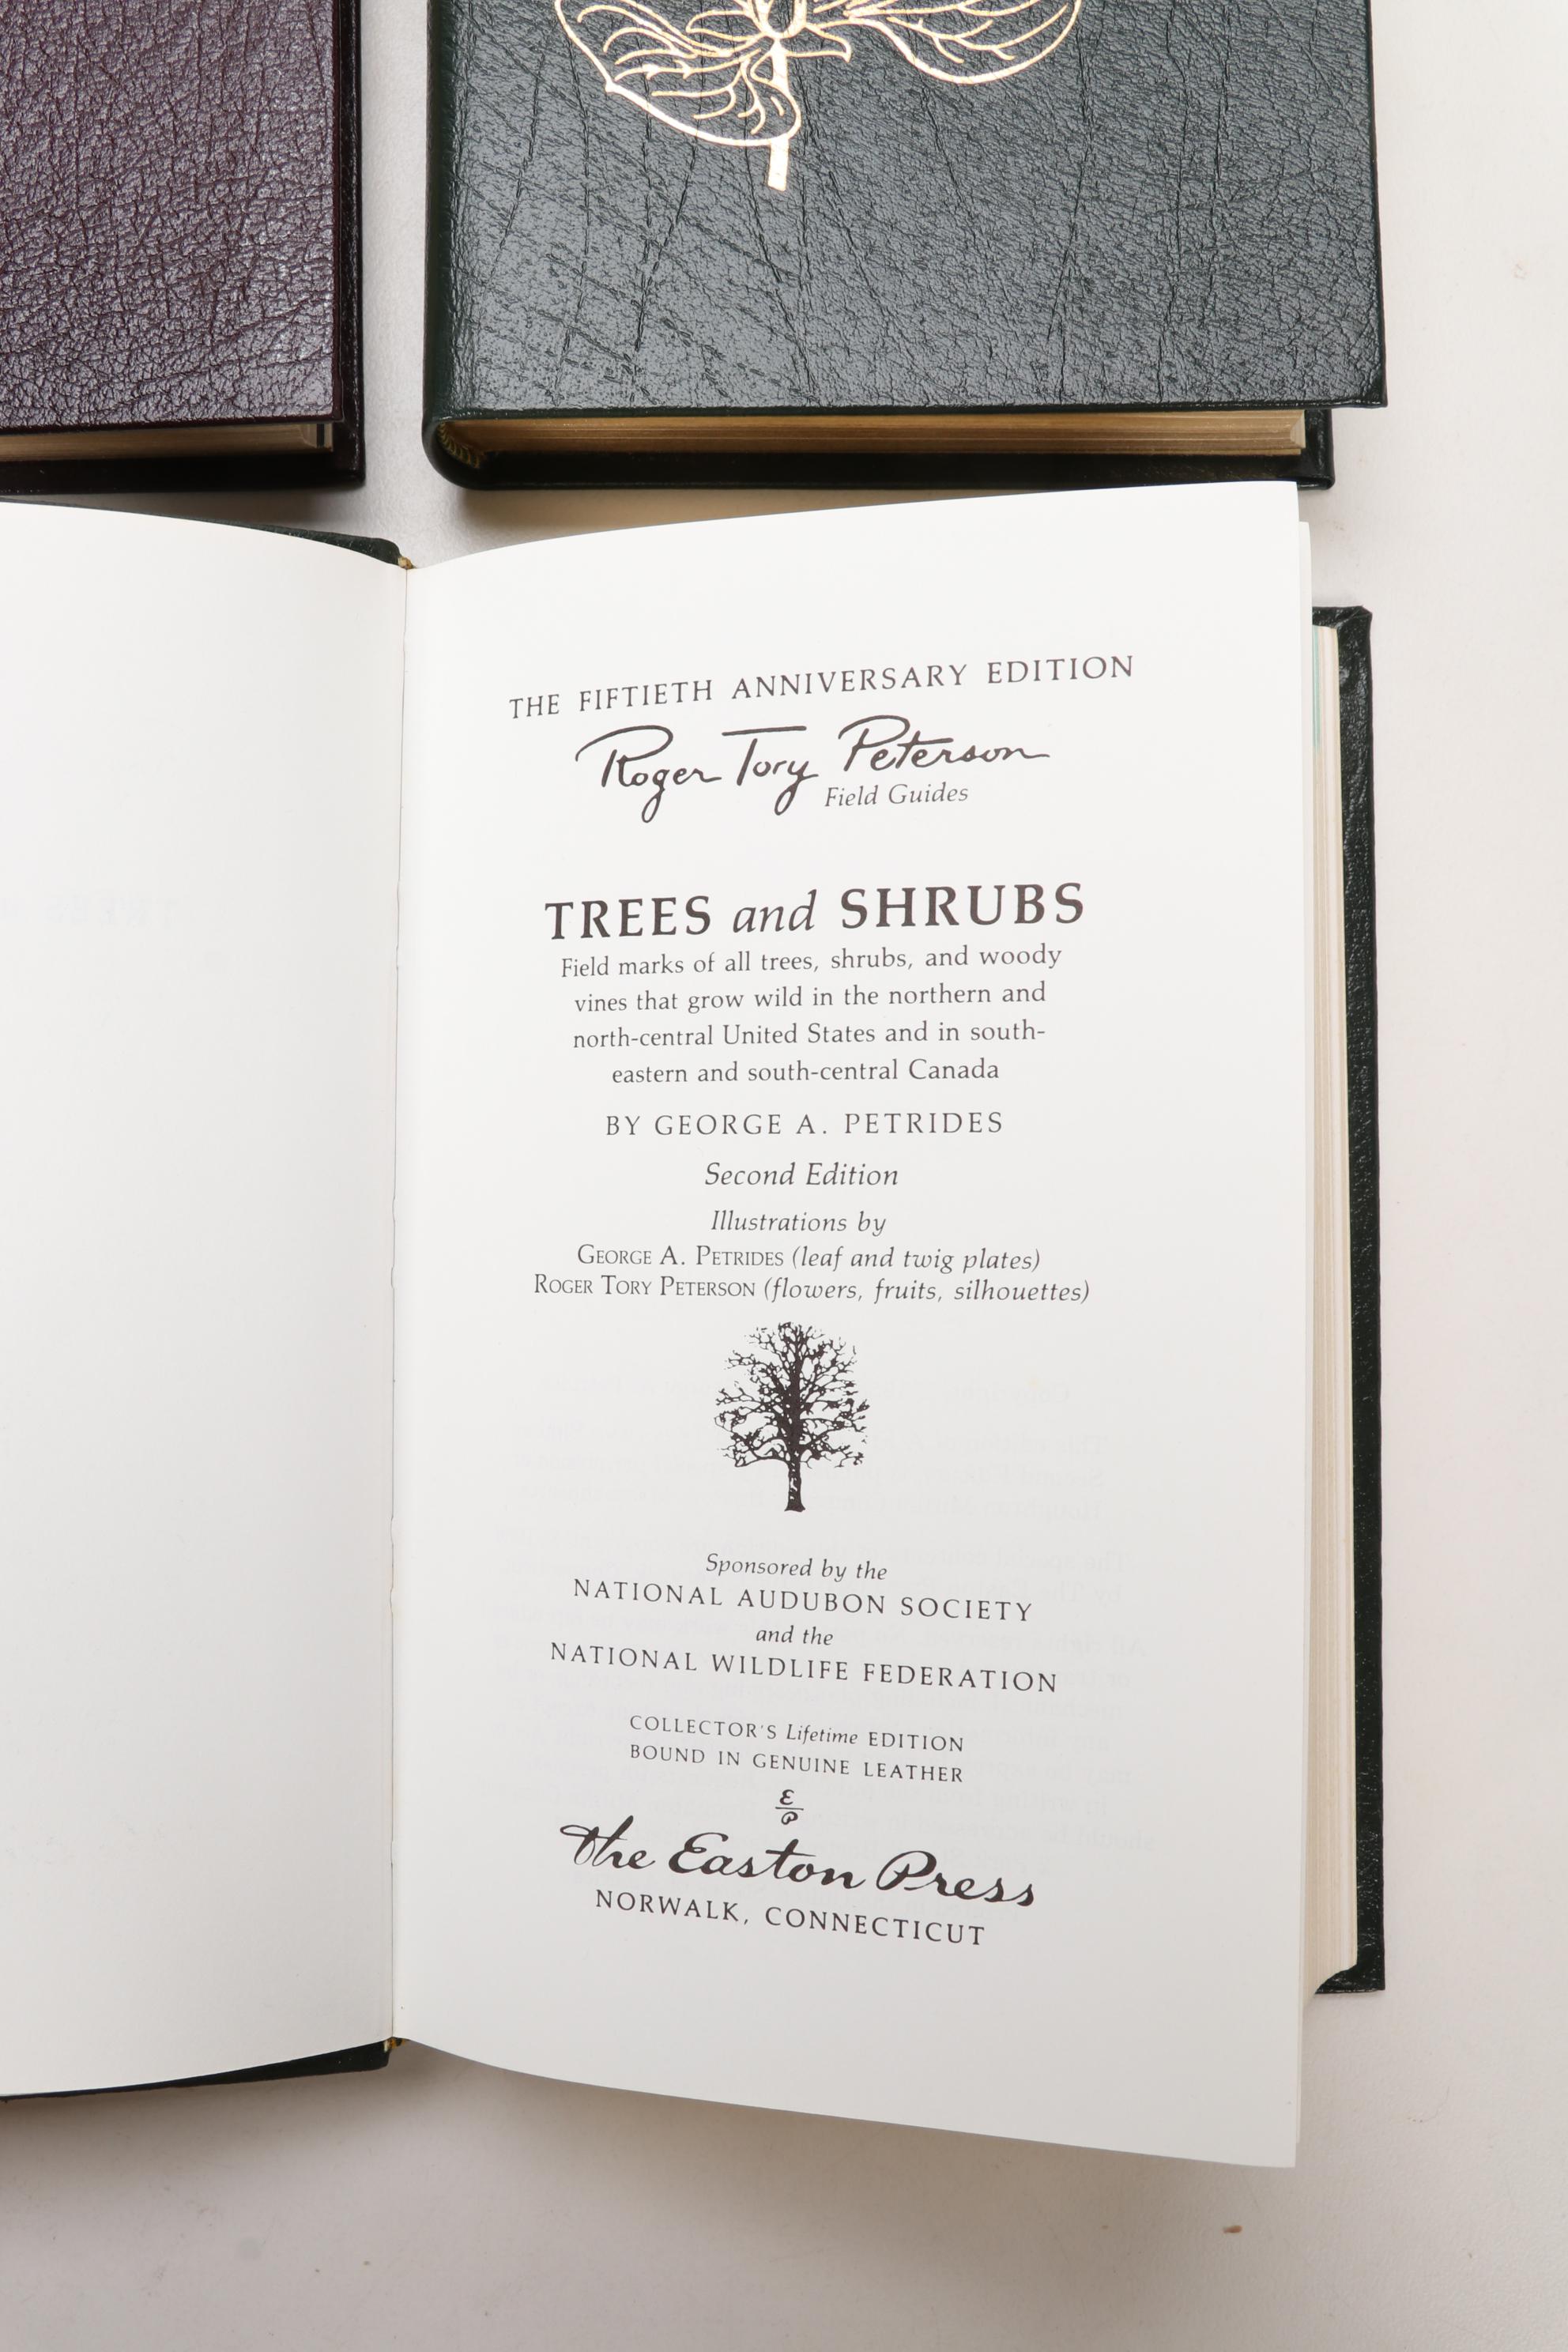 THE FIFTIETH ANNIVERSARY EDITION
Roger Tory Peterson
Field Guides
TREES and SHRUBS
Field marks of all trees, shrubs, and woody
vines that grow wild in the northern and
north-central United States and in south-
eastern and south-central Canada
BY GEORGE A. PETRIDES
Second Edition
Illustrations by
GEORGE A. PETRIDES (leaf and twig plates)
ROGER TORY PETERSON (flowers, fruits, silhouettes)
Sponsored by the
NATIONAL AUDUBON SOCIETY
and the
NATIONAL WILDLIFE FEDERATION
COLLECTOR'S Lifetime EDITION
BOUND IN GENUINE LEATHER
E
P
The Easton Press
NORWALK, CONNECTICUT